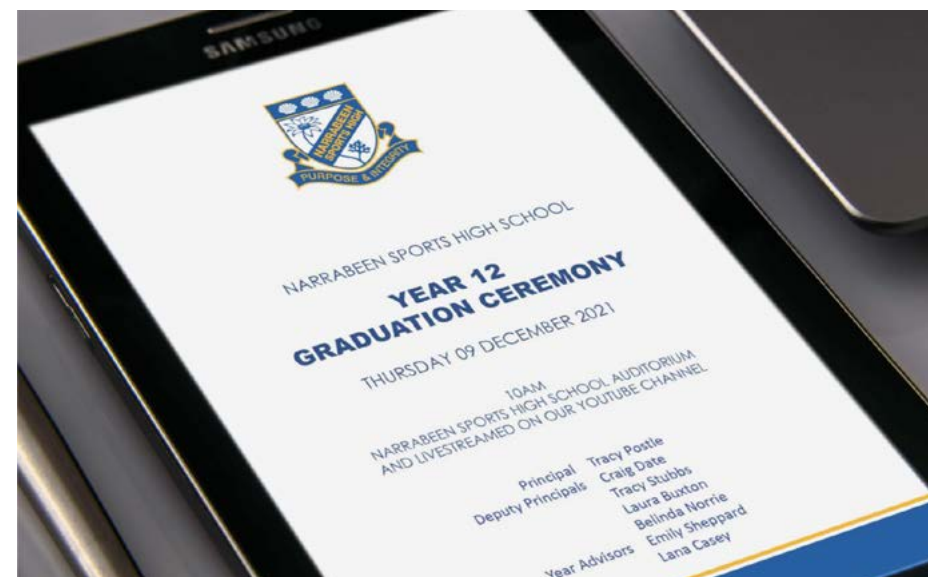 SAMSUNG
NARRABEEN
SPORTS HIGH
PURPOSE & INTEGRITY
NARRABEEN SPORTS HIGH SCHOOL
YEAR 12
GRADUATION CEREMONY
THURSDAY 09 DECEMBER 2021
10AM
NARRABEEN SPORTS HIGH SCHOOL AUDITORIUM
AND LIVESTREAMED ON OUR YOUTUBE CHANNEL
Principal Tracy Postle
Deputy Principals Craig Date
Tracy Stubbs
Laura Buxton
Belinda Norrie
Year Advisors Emily Sheppard
Lana Casey